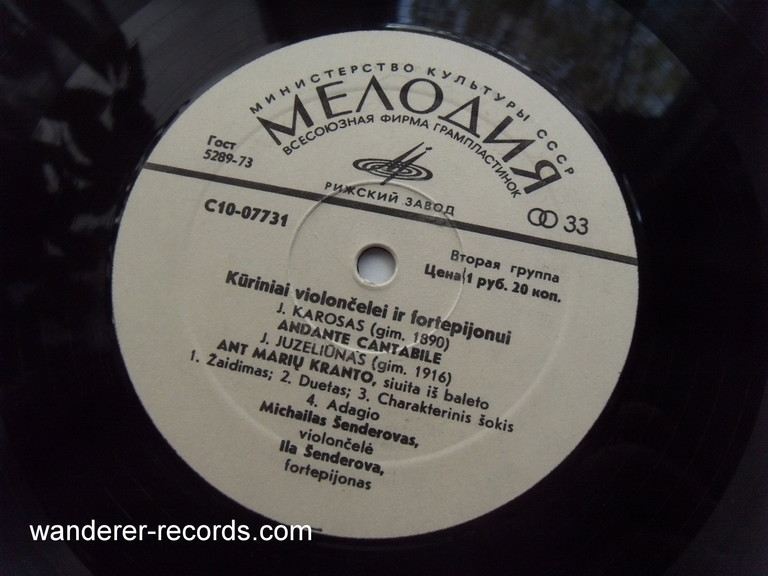 МИНИСТЕРСТВО КУЛЬТУРЫ СССР
МЕЛОДИЯ
ВСЕСОЮЗНАЯ ФИРМА ГРАМПЛАСТИНОК
Гост
5289-73
РИЖСКИЙ ЗАВОД
33
С10-07731
Вторая группа
Цена 1 руб. 20 коп.
Kūriniai violončelei ir fortepijonui
J. KAROSAS (gim. 1890)
ANDANTE CANTABILE
J. JUZELIŪNAS (gim. 1916)
ANT MARIŲ KRANTO, siuita iš baleto
1. Žaidimas; 2. Duetas; 3. Charakterinis šokis
4. Adagio
Michailas Šenderovas,
violončelė
Ila Šenderova,
fortepijonas
wanderer-records.com